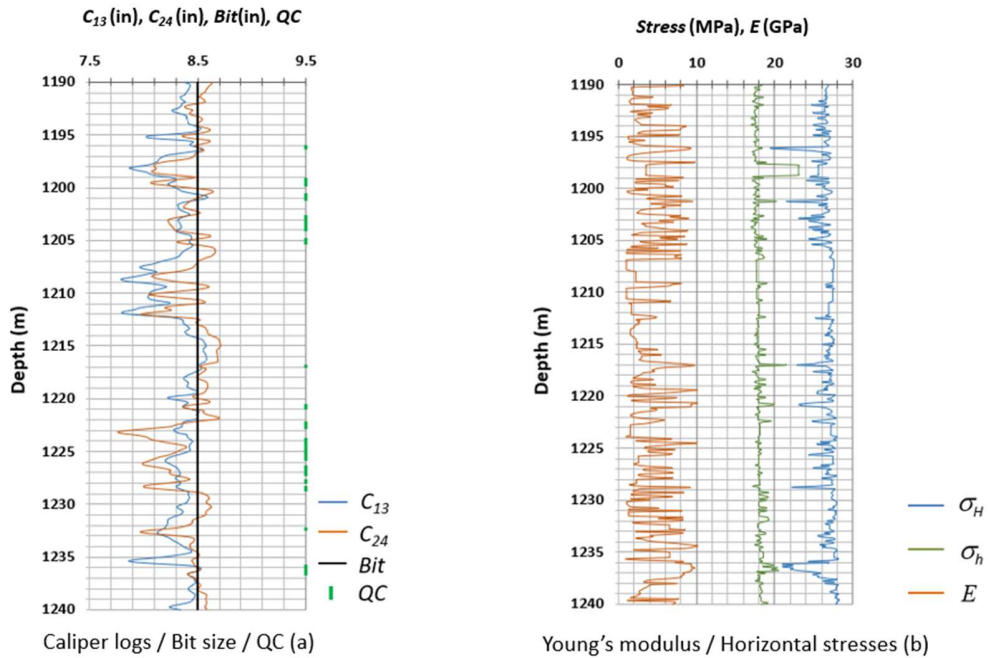 C13 (in), C24 (in), Bit(in), QC
7.5 8.5 9.5
1190
1195
1200
1205
1210
1215
1220
1225
1230
1235
1240
Depth (m)
C13
C24
Bit
QC
Caliper logs / Bit size / QC (a)
Stress (MPa), E (GPa)
0 10 20 30
1190
1195
1200
1205
1210
1215
1220
1225
1230
1235
1240
Depth (m)
σH
σh
E
Young's modulus / Horizontal stresses (b)